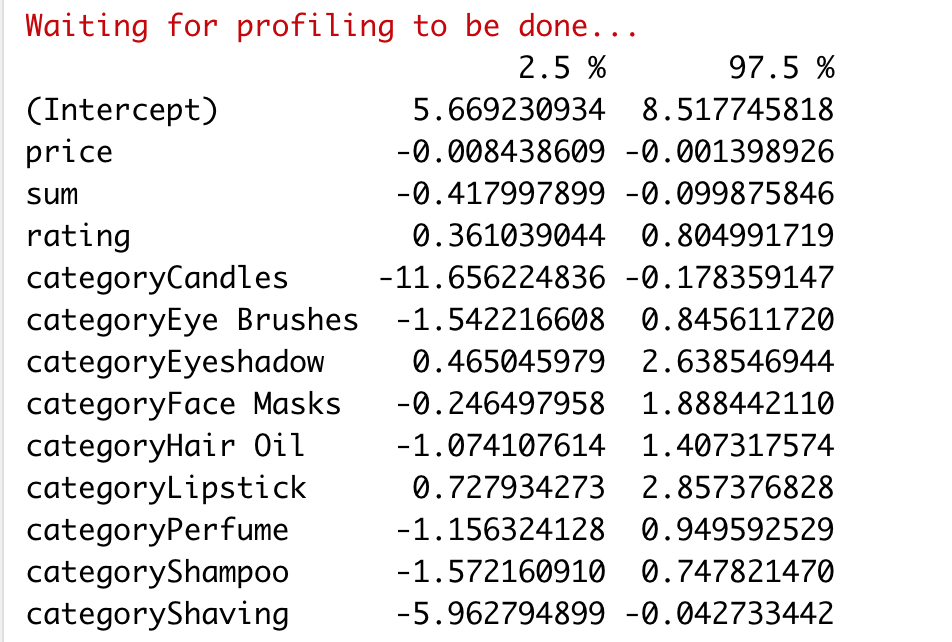 Waiting for profiling to be done...
2.5 % 97.5 %
(Intercept) 5.669230934 8.517745818
price -0.008438609 -0.001398926
sum -0.417997899 -0.099875846
rating 0.361039044 0.804991719
categoryCandles -11.656224836 -0.178359147
categoryEye Brushes -1.542216608 0.845611720
categoryEyeshadow 0.465045979 2.638546944
categoryFace Masks -0.246497958 1.888442110
categoryHair Oil -1.074107614 1.407317574
categoryLipstick 0.727934273 2.857376828
categoryPerfume -1.156324128 0.949592529
categoryShampoo -1.572160910 0.747821470
categoryShaving -5.962794899 -0.042733442